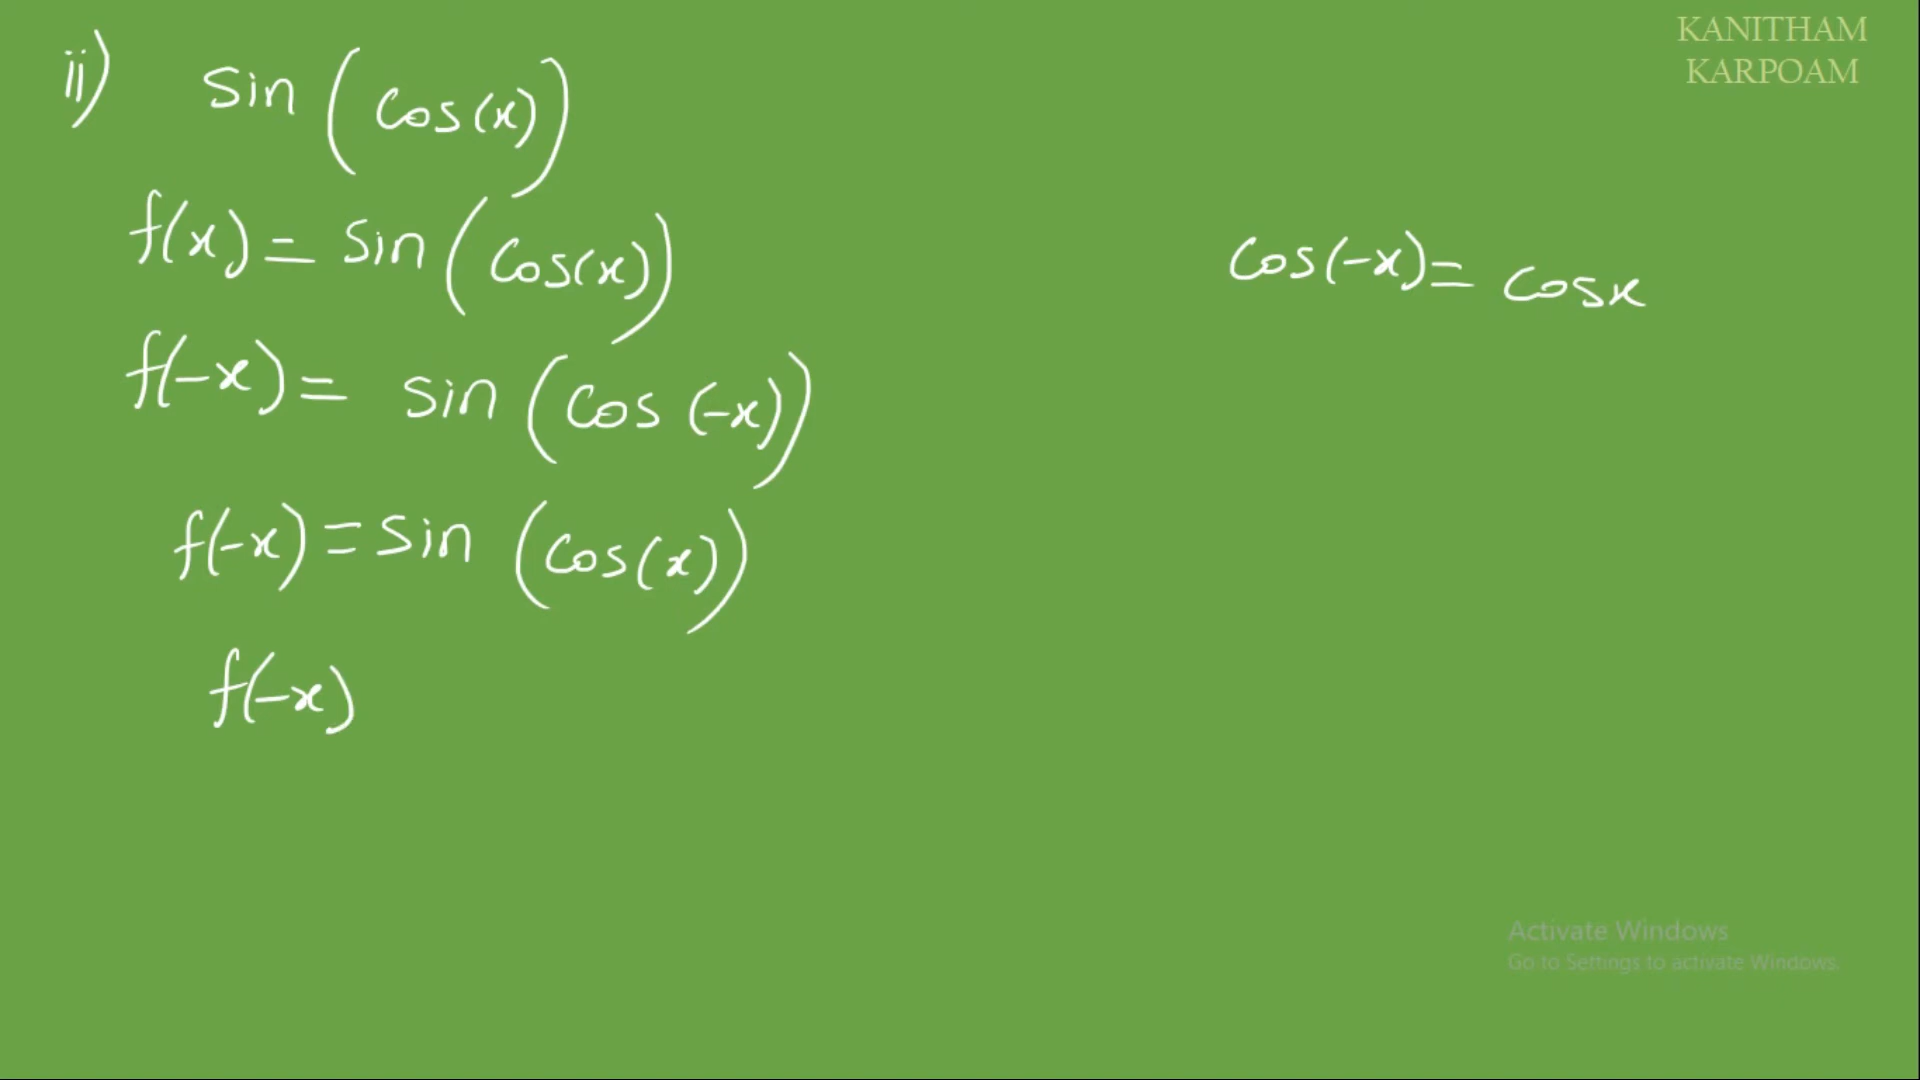 KANITHAM
KARPOAM
ii) sin (cos(x))
f(x) = sin (cos(x))
cos(-x) = cosx
f(-x) = sin (cos (-x))
f(-x) = sin (cos(x))
f(-x)
Activate Windows
Go to Settings to activate Windows.